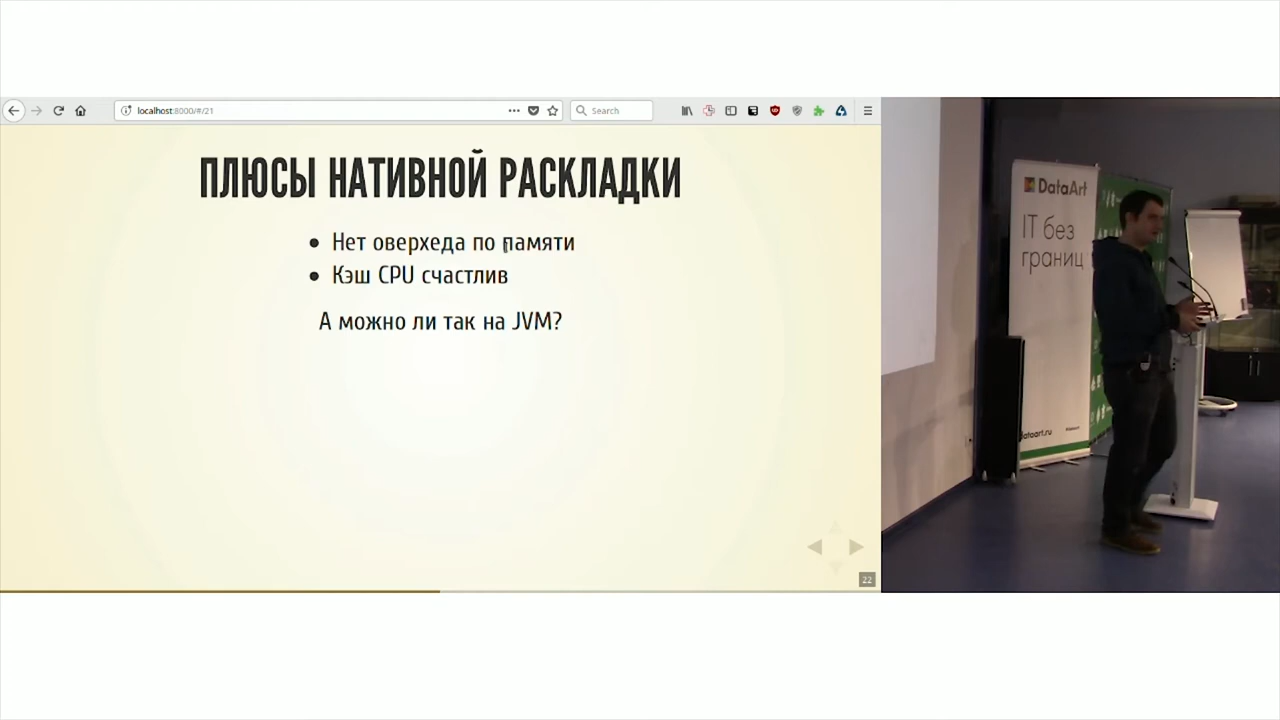 localhost:8000/#/21
Search
ПЛЮСЫ НАТИВНОЙ РАСКЛАДКИ
Нет оверхеда по памяти
Кэш CPU счастлив
А можно ли так на JVM?
22
DataArt
IT без
границ
dataart.ru